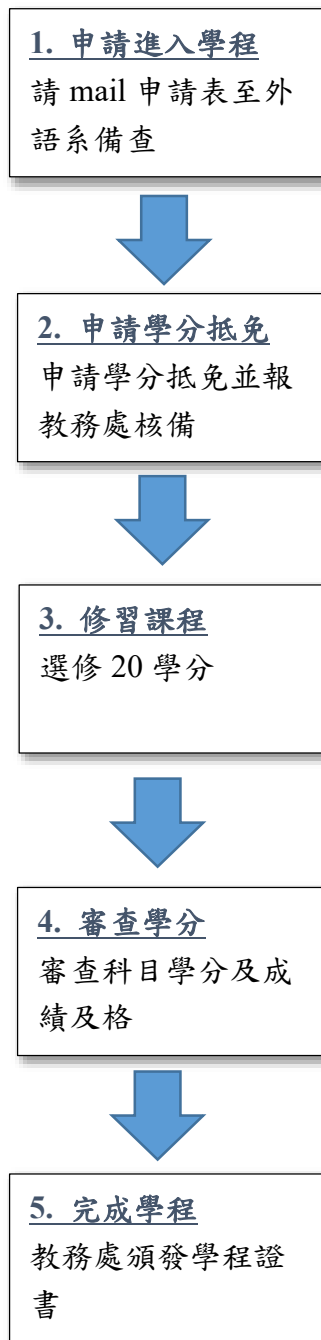 1. 申請進入學程
請 mail 申請表至外
語系備查
2. 申請學分抵免
申請學分抵免並報
教務處核備
3. 修習課程
選修 20 學分
4. 審查學分
審查科目學分及成
績及格
5. 完成學程
教務處頒發學程證
書